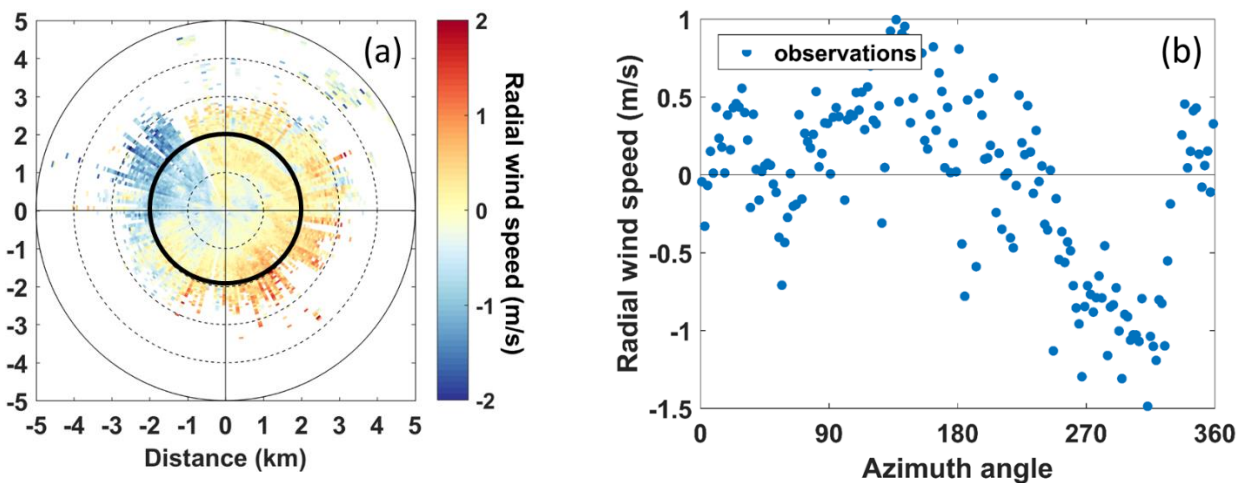 (a)
5
4
3
2
1
0
1
2
3
4
5
-5 -4 -3 -2 -1 0 1 2 3 4 5
Distance (km)
2
1
0
-1
-2
Radial wind speed (m/s)
(b)
observations
1
0.5
0
-0.5
-1
-1.5
Radial wind speed (m/s)
0 90 180 270 360
Azimuth angle